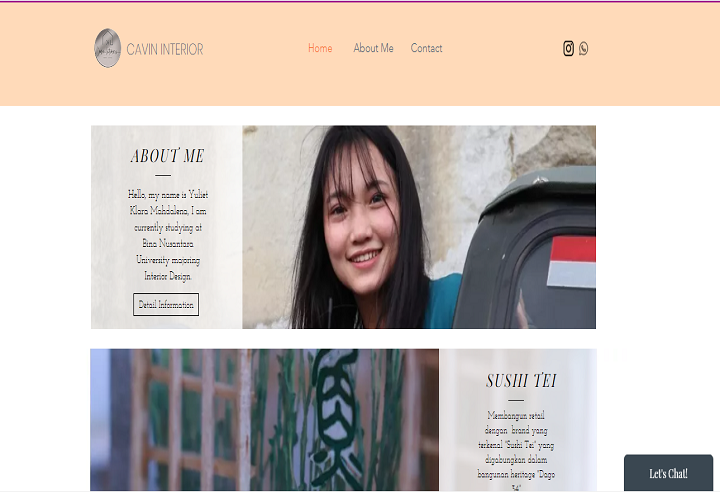 CAVIN INTERIOR
Home About Me Contact
ABOUT ME
Hello, my name is Yuliet
Klara Mahdalena, I am
currently studying at
Bina Nusantara
University majoring
Interior Design.
Detail Information
夏
SUSHI TEI
Membangun retail
dengan brand yang
terkenal "Sushi Tei" yang
digabungkan dalam
bangunan heritage "Dago
Let's Chat!